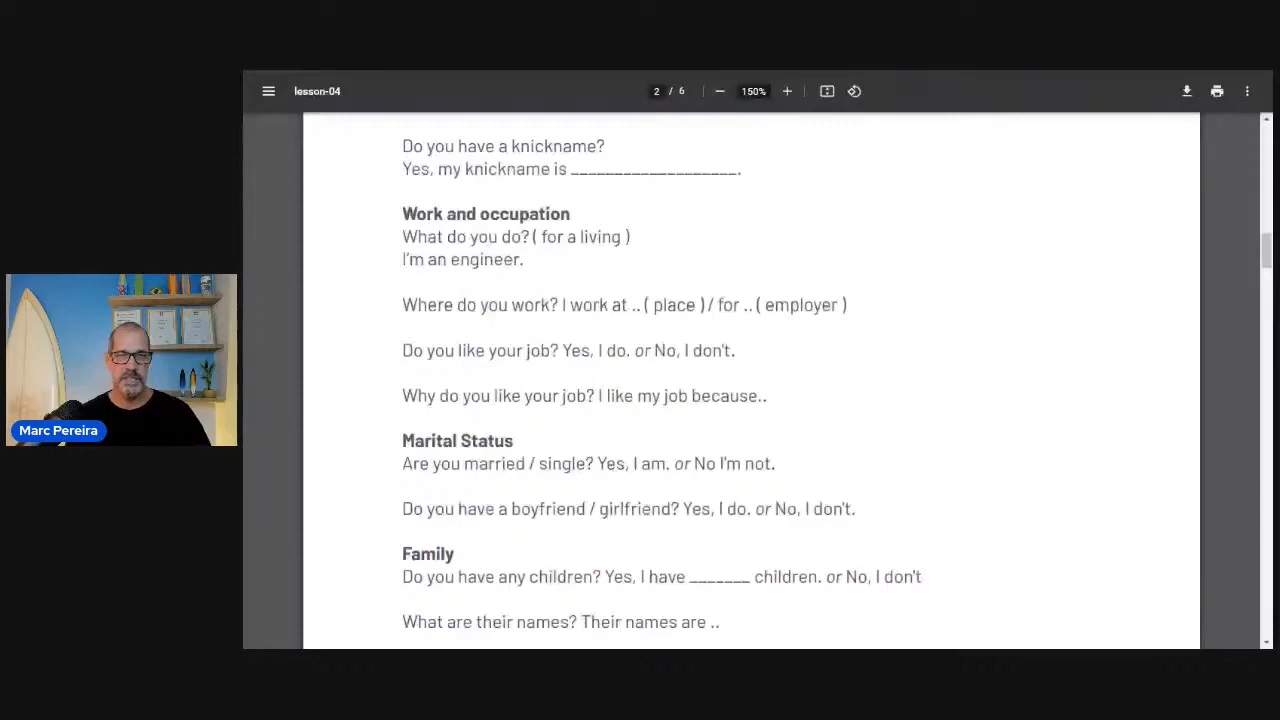 lesson-04
2 / 6
150%
Do you have a knickname?
Yes, my knickname is ___________________.
Work and occupation
What do you do? ( for a living )
I'm an engineer.
Where do you work? I work at .. ( place ) / for .. ( employer )
Do you like your job? Yes, I do. or No, I don't.
Why do you like your job? I like my job because..
Marital Status
Are you married / single? Yes, I am. or No I'm not.
Do you have a boyfriend / girlfriend? Yes, I do. or No, I don't.
Family
Do you have any children? Yes, I have _______ children. or No, I don't
What are their names? Their names are ..
Marc Pereira